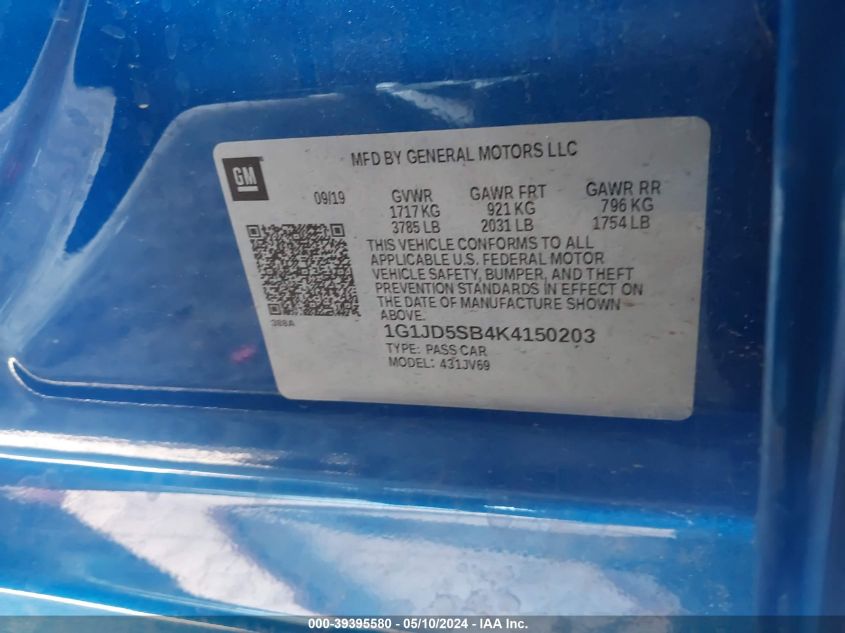 GM
MFD BY GENERAL MOTORS LLC
09/19 GVWR GAWR FRT GAWR RR
1717 KG 921 KG 796 KG
3785 LB 2031 LB 1754 LB
THIS VEHICLE CONFORMS TO ALL
APPLICABLE U.S. FEDERAL MOTOR
VEHICLE SAFETY, BUMPER, AND THEFT
PREVENTION STANDARDS IN EFFECT ON
THE DATE OF MANUFACTURE SHOWN
ABOVE.
388A
1G1JD5SB4K4150203
TYPE: PASS CAR
MODEL: 431JV69
000-39395580 - 05/10/2024 - IAA Inc.